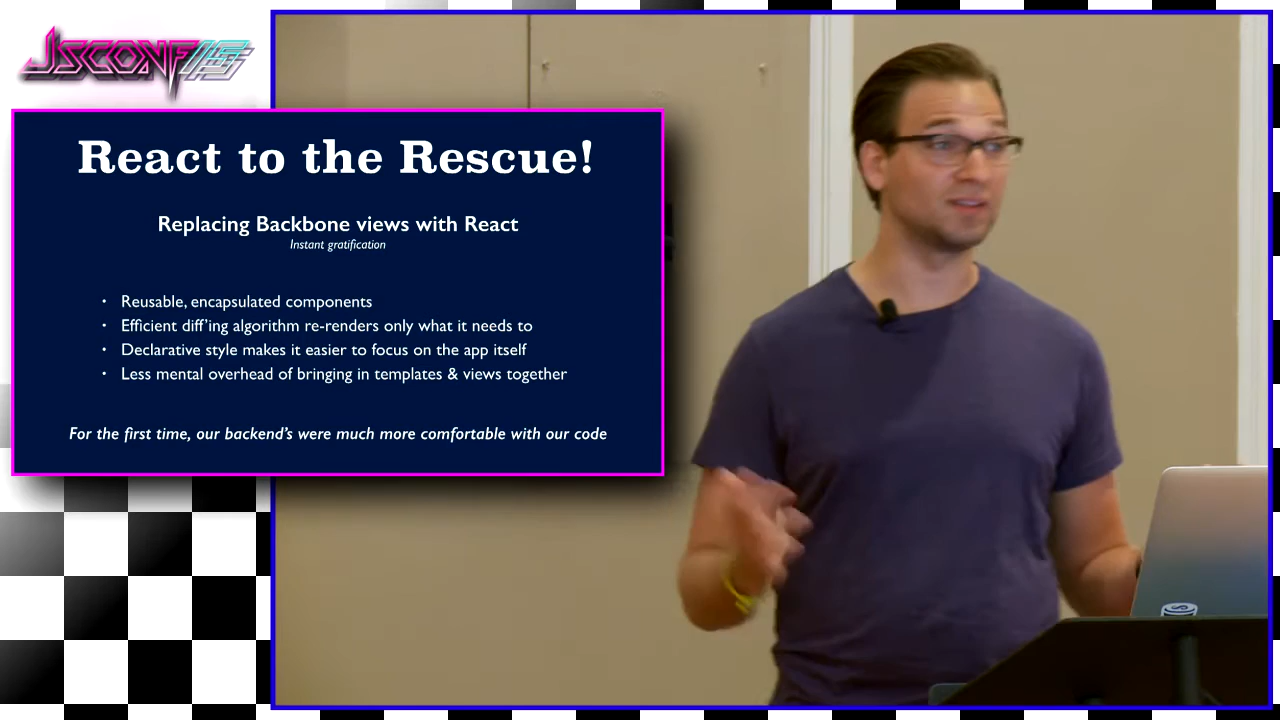 JSCONF15
React to the Rescue!
Replacing Backbone views with React
Instant gratification
• Reusable, encapsulated components
• Efficient diff'ing algorithm re-renders only what it needs to
• Declarative style makes it easier to focus on the app itself
• Less mental overhead of bringing in templates & views together
For the first time, our backend's were much more comfortable with our code